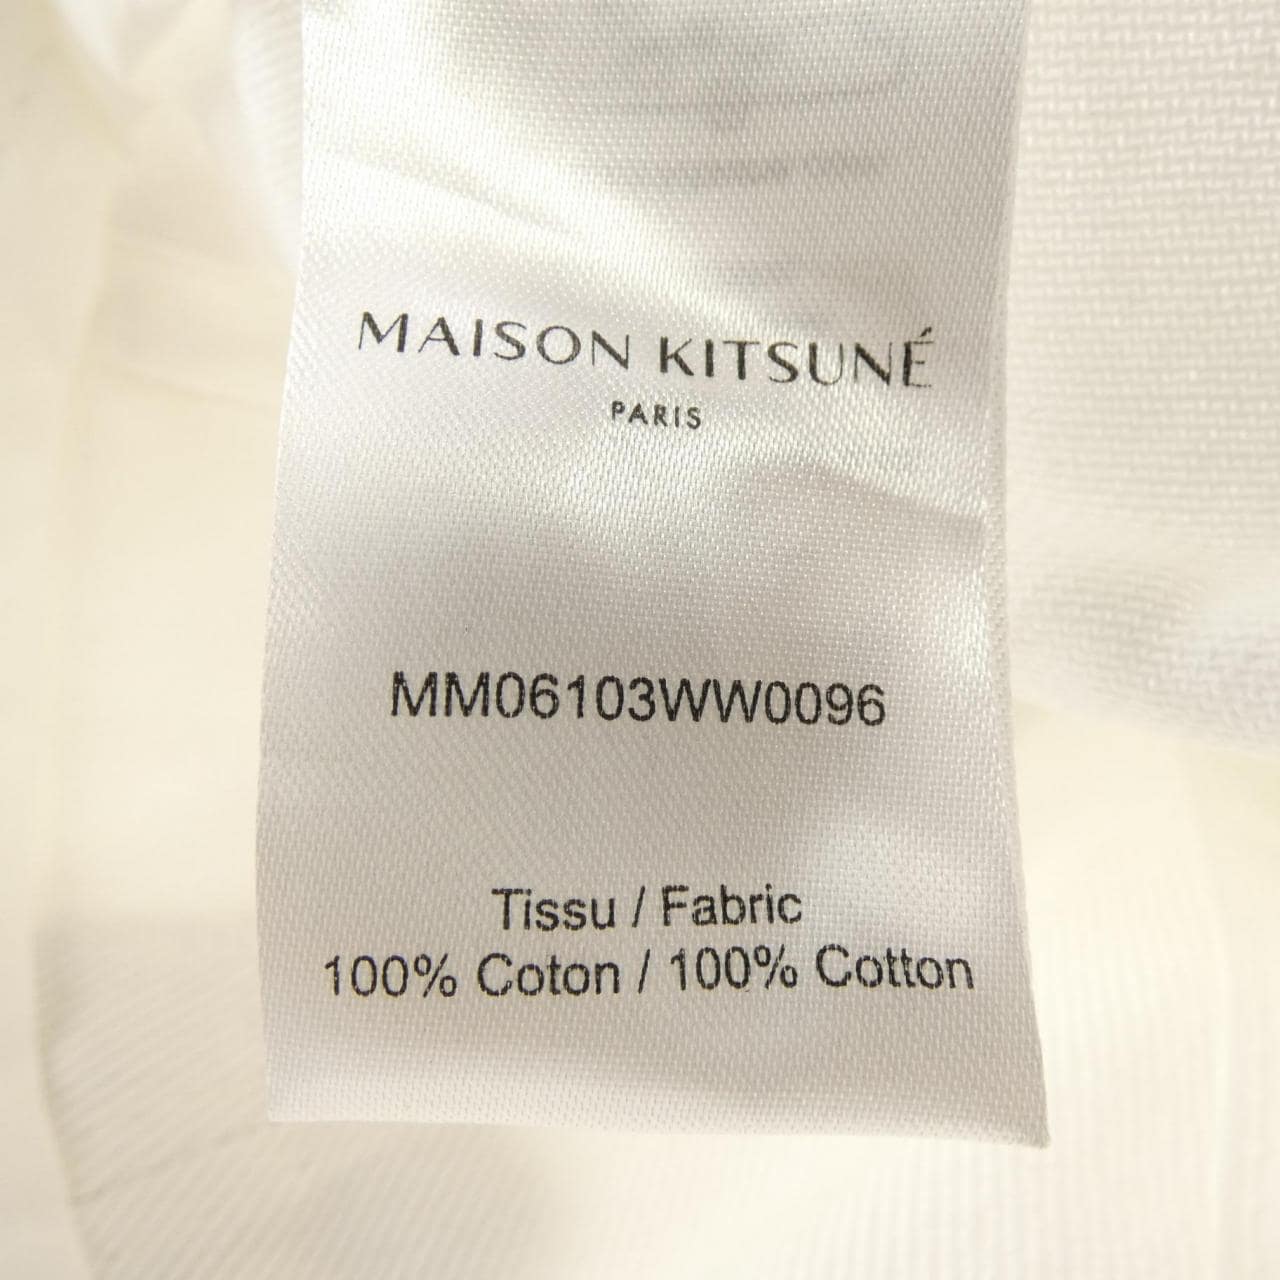 MAISON KITSUNÉ
PARIS
MM06103WW0096
Tissu / Fabric
100% Coton / 100% Cotton